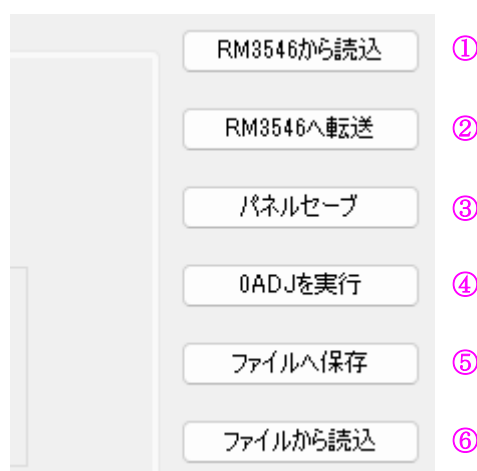 RM3546から読込 ①
RM3546へ転送 ②
パネルセーブ ③
0ADJを実行 ④
ファイルへ保存 ⑤
ファイルから読込 ⑥